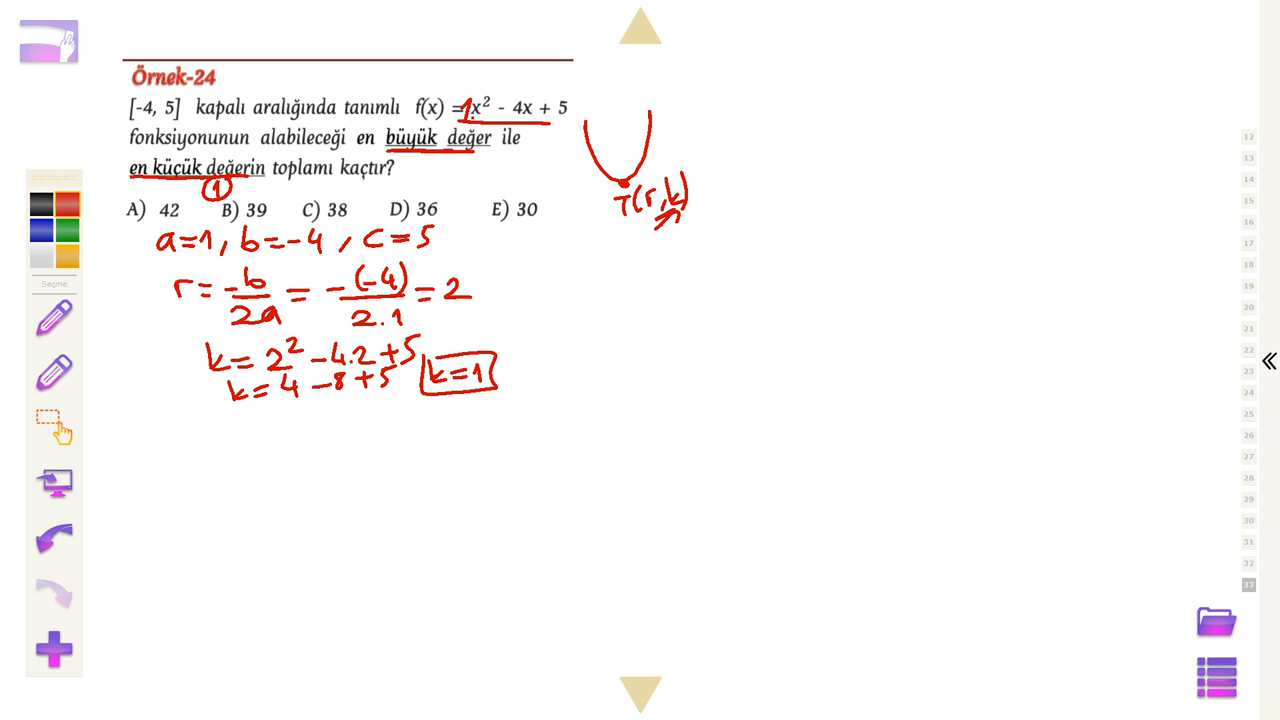 Örnek-24
[-4, 5] kapalı aralığında tanımlı f(x) = 1x² - 4x + 5
fonksiyonunun alabileceği en büyük değer ile
en küçük değerin toplamı kaçtır?
1
A) 42 B) 39 C) 38 D) 36 E) 30
T(r,k)
a=1, b=-4, c=5
r = -b/2a = -(-4)/2.1 = 2
k = 2² - 4.2 + 5
k = 4 - 8 + 5 k=1
Seçme
12
13
14
15
16
17
18
19
20
21
22
23
24
25
26
27
28
29
30
31
32
33